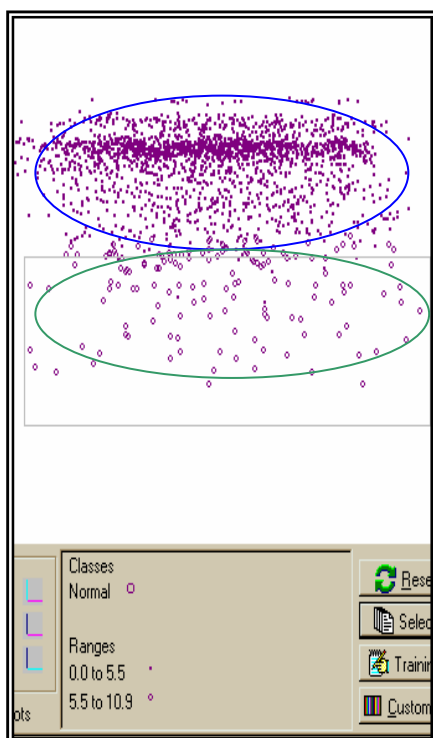 Classes
Normal
Ranges
0.0 to 5.5
5.5 to 10.9
ots
Rese
Selec
Trainin
Custom